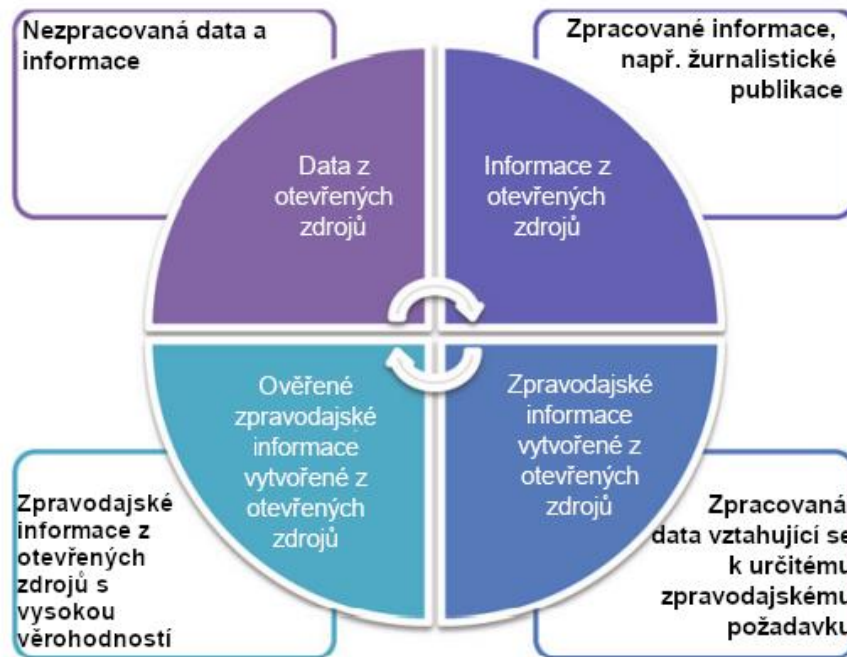 Nezpracovaná data a
informace
Zpracované informace,
např. žurnalistické
publikace
Data z
otevřených
zdrojů
Informace z
otevřených
zdrojů
Ověřené
zpravodajské
informace
vytvořené z
otevřených
zdrojů
Zpravodajské
informace
vytvořené z
otevřených
zdrojů
Zpravodajské
informace z
otevřených
zdrojů s
vysokou
věrohodností
Zpracovaná
data vztahující se
k určitému
zpravodajskému
požadavku